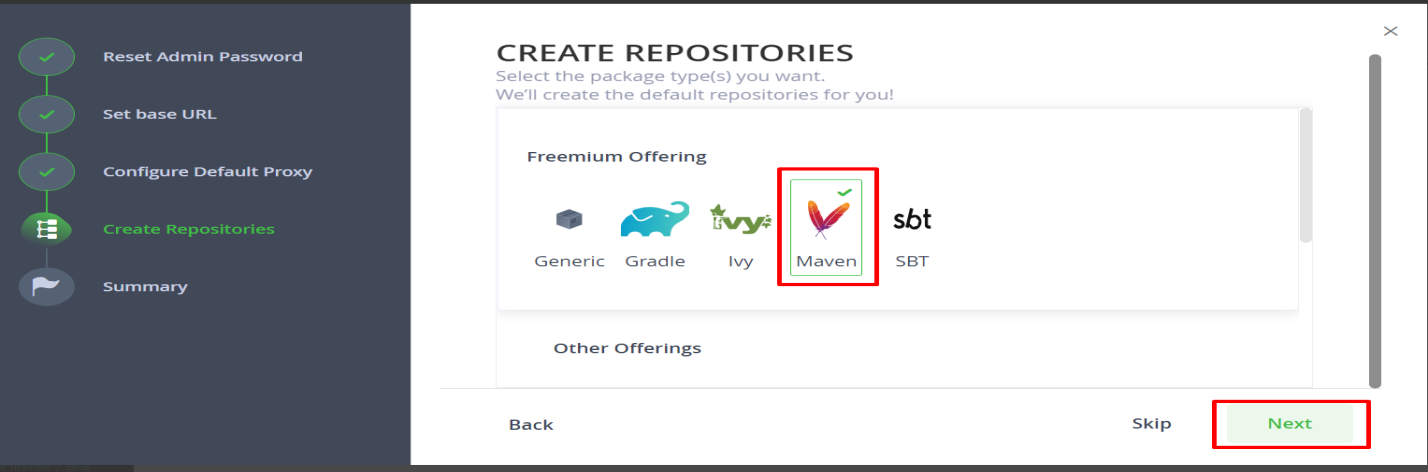 Reset Admin Password
Set base URL
Configure Default Proxy
Create Repositories
Summary
CREATE REPOSITORIES
Select the package type(s) you want.
We'll create the default repositories for you!
Freemium Offering
ivy
sbt
Generic Gradle Ivy Maven SBT
Other Offerings
Back Skip Next